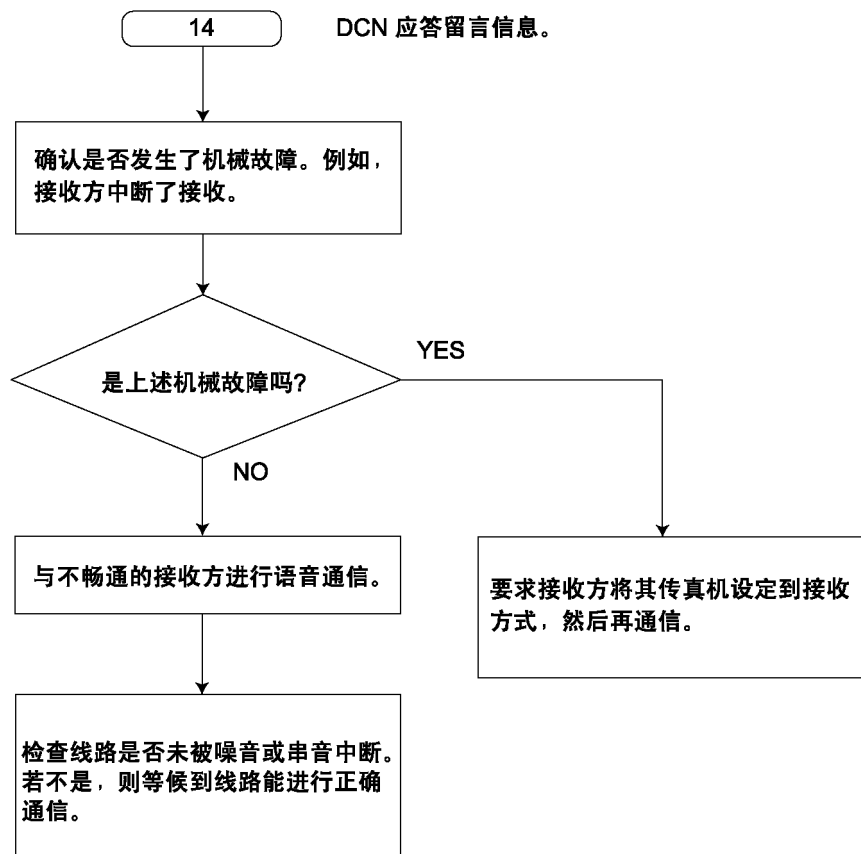 14
DCN 应答留言信息。
确认是否发生了机械故障。例如，
接收方中断了接收。
是上述机械故障吗？
YES
NO
与不畅通的接收方进行语音通信。
要求接收方将其传真机设定到接收
方式，然后再通信。
检查线路是否未被噪音或串音中断。
若不是，则等候到线路能进行正确
通信。